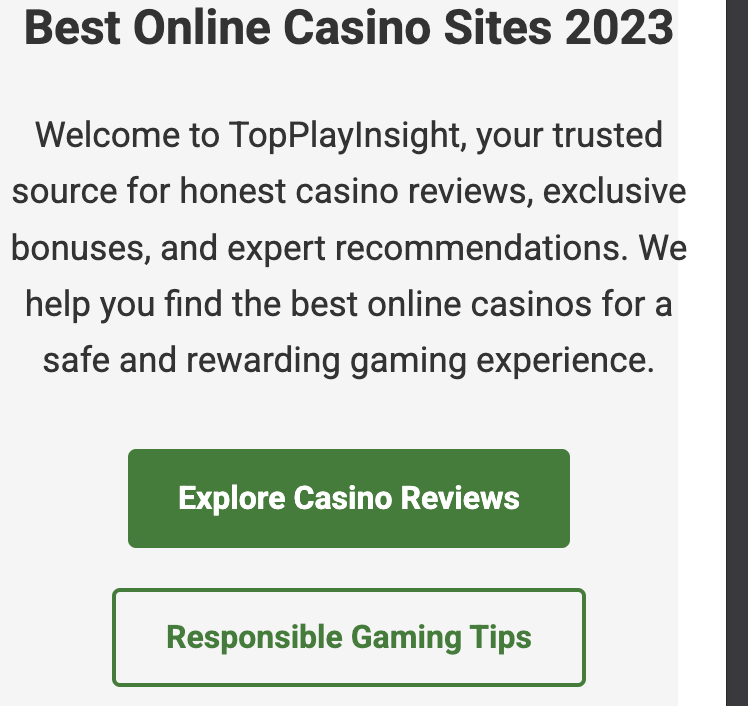 Best Online Casino Sites 2023
Welcome to TopPlayInsight, your trusted
source for honest casino reviews, exclusive
bonuses, and expert recommendations. We
help you find the best online casinos for a
safe and rewarding gaming experience.
Explore Casino Reviews
Responsible Gaming Tips